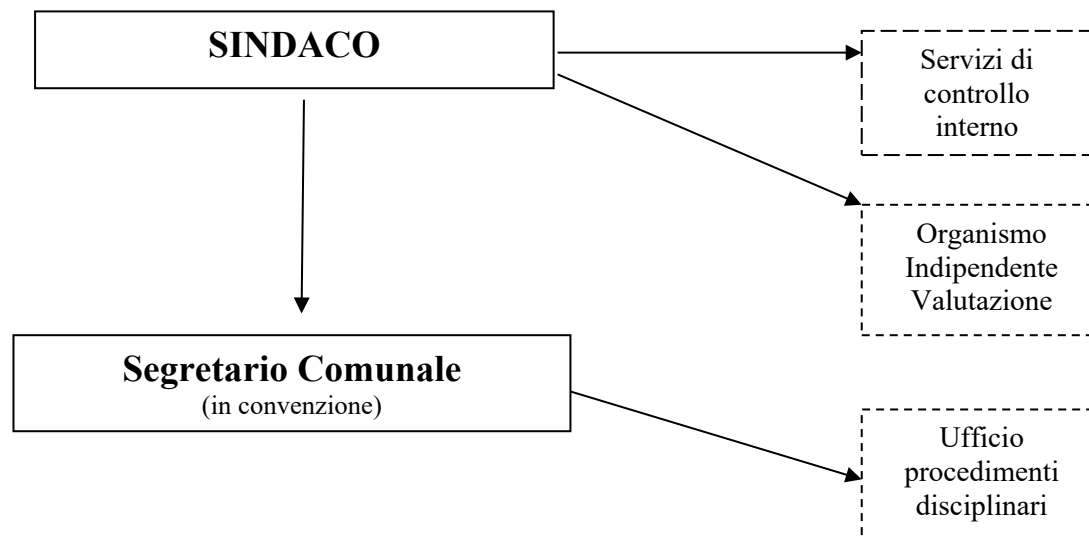 SINDACO
Servizi di
controllo
interno
Organismo
Indipendente
Valutazione
Segretario Comunale
(in convenzione)
Ufficio
procedimenti
disciplinari